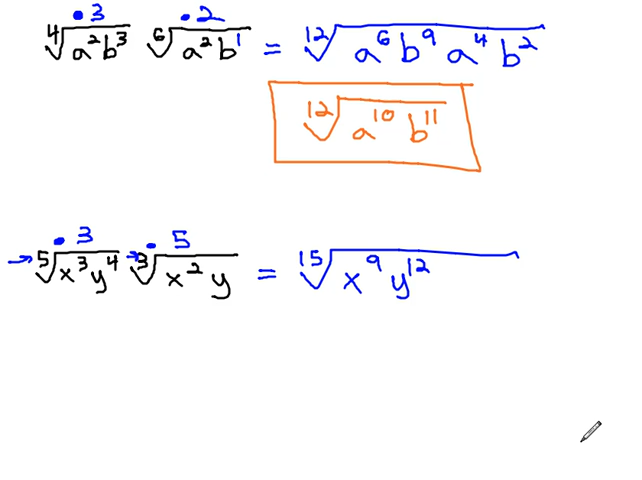 · 3 · 2
⁴√(a²b³) ⁶√(a²b¹) = ¹²√(a⁶b⁹a⁴b²)
¹²√(a¹⁰b¹¹)
· 3 · 5
→ ⁵√(x³y⁴) → ³√(x²y) = ¹⁵√(x⁹y¹²)